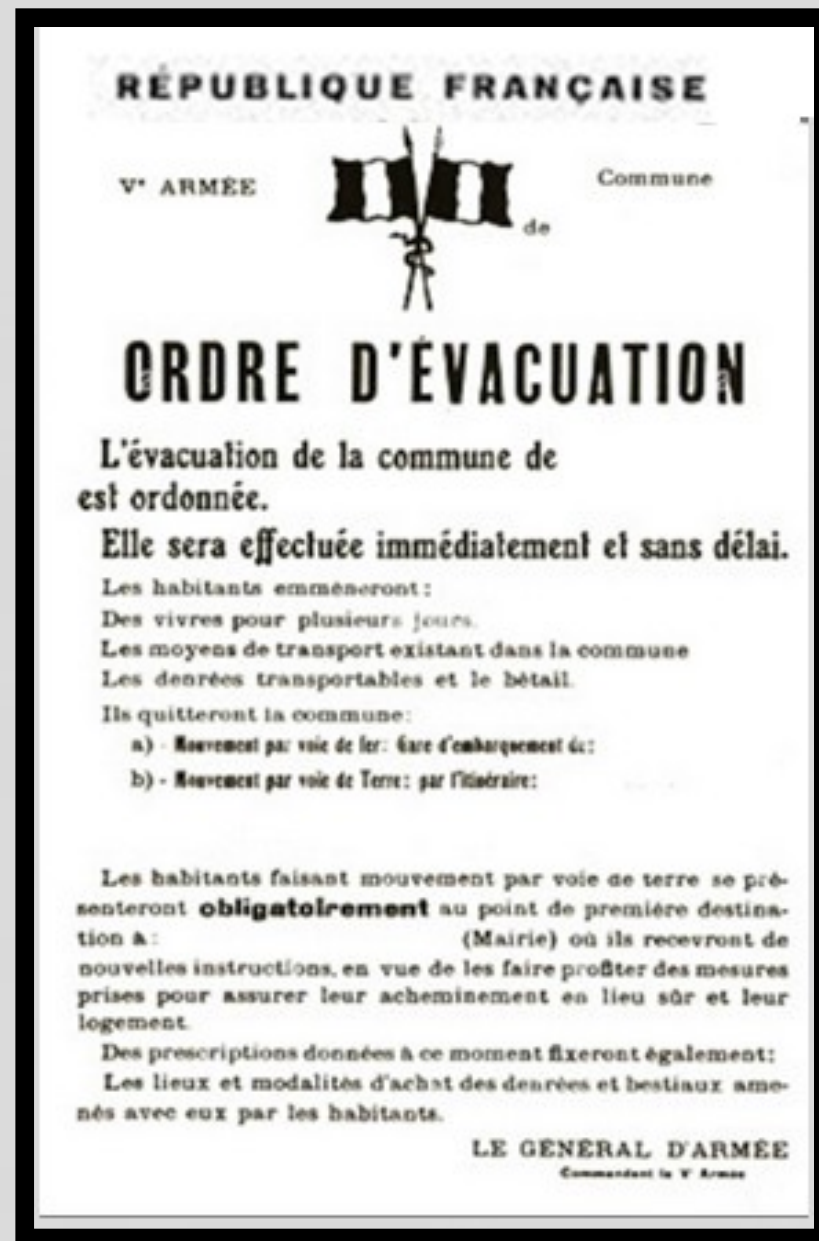 RÉPUBLIQUE FRANÇAISE
Vᵉ ARMÉE
Commune
de
ORDRE D'ÉVACUATION
L'évacuation de la commune de
est ordonnée.
Elle sera effectuée immédiatement et sans délai.
Les habitants emmèneront:
Des vivres pour plusieurs jours.
Les moyens de transport existant dans la commune
Les denrées transportables et le bétail.
Ils quitteront la commune:
a) - Mouvement par voie de fer: Gare d'embarquement de:
b) - Mouvement par voie de Terre: par l'itinéraire:
Les habitants faisant mouvement par voie de terre se pré-
senteront obligatoirement au point de première destina-
tion à: (Mairie) où ils recevront de
nouvelles instructions, en vue de les faire profiter des mesures
prises pour assurer leur acheminement en lieu sûr et leur
logement.
Des prescriptions données à ce moment fixeront également:
Les lieux et modalités d'achat des denrées et bestiaux ame-
nés avec eux par les habitants.
LE GÉNÉRAL D'ARMÉE
Commandant la Vᵉ Armée